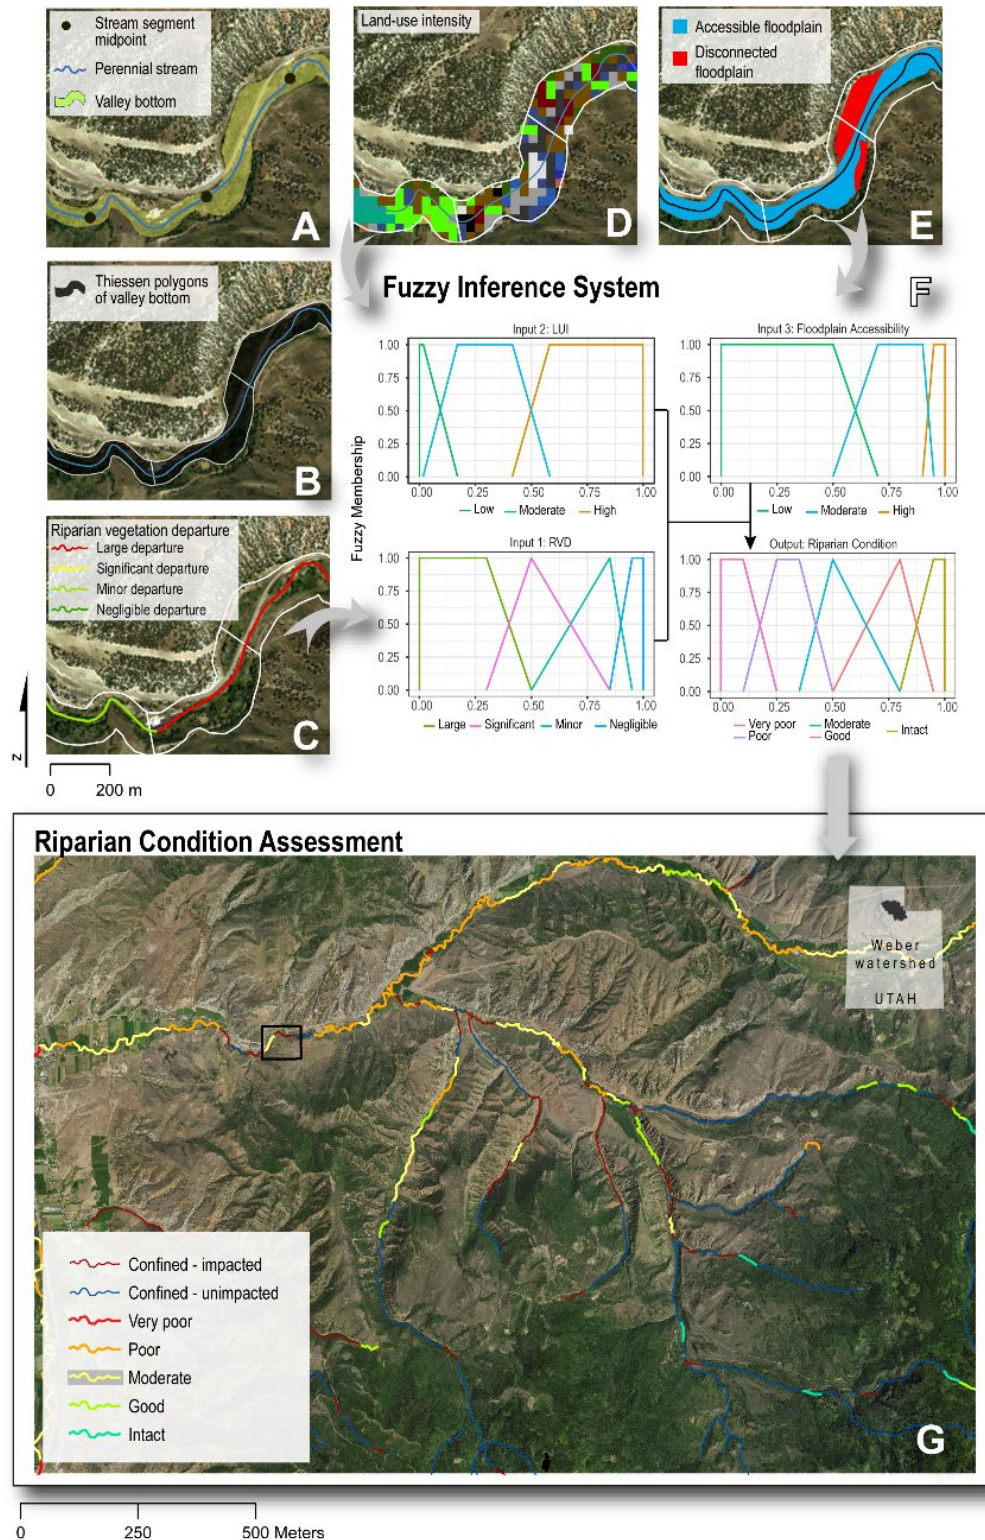 Stream segment
midpoint
Perennial stream
Valley bottom
A
Land-use intensity
D
Accessible floodplain
Disconnected
floodplain
E
Thiessen polygons
of valley bottom
B
Riparian vegetation departure
Large departure
Significant departure
Minor departure
Negligible departure
C
z
0 200 m
Fuzzy Inference System
F
Fuzzy Membership
Input 2: LUI
1.00
0.75
0.50
0.25
0.00
0.00 0.25 0.50 0.75 1.00
Low Moderate High
Input 3: Floodplain Accessibility
1.00
0.75
0.50
0.25
0.00
0.00 0.25 0.50 0.75 1.00
Low Moderate High
Input 1: RVD
1.00
0.75
0.50
0.25
0.00
0.00 0.25 0.50 0.75 1.00
Large Significant Minor Negligible
Output: Riparian Condition
1.00
0.75
0.50
0.25
0.00
0.00 0.25 0.50 0.75 1.00
Very poor Moderate Intact
Poor Good
Riparian Condition Assessment
Weber
watershed
UTAH
Confined - impacted
Confined - unimpacted
Very poor
Poor
Moderate
Good
Intact
G
0 250 500 Meters